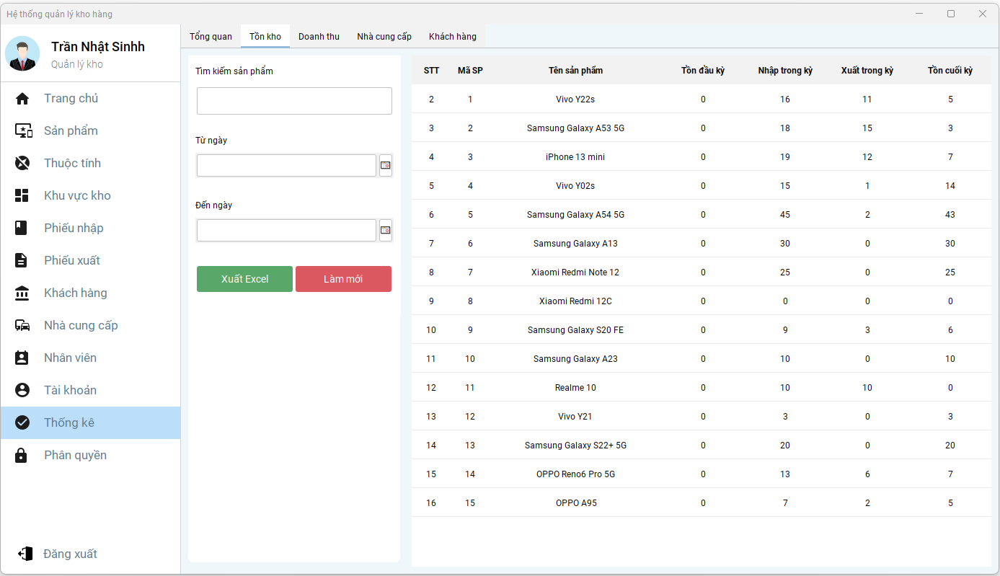 Hệ thống quản lý kho hàng
Trần Nhật Sinhh
Quản lý kho
Trang chủ
Sản phẩm
Thuộc tính
Khu vực kho
Phiếu nhập
Phiếu xuất
Khách hàng
Nhà cung cấp
Nhân viên
Tài khoản
Thống kê
Phân quyền
Đăng xuất
Tổng quan Tồn kho Doanh thu Nhà cung cấp Khách hàng
Tìm kiếm sản phẩm
Từ ngày
Đến ngày
Xuất Excel Làm mới
STT Mã SP Tên sản phẩm Tồn đầu kỳ Nhập trong kỳ Xuất trong kỳ Tồn cuối kỳ
2 1 Vivo Y22s 0 16 11 5
3 2 Samsung Galaxy A53 5G 0 18 15 3
4 3 iPhone 13 mini 0 19 12 7
5 4 Vivo Y02s 0 15 1 14
6 5 Samsung Galaxy A54 5G 0 45 2 43
7 6 Samsung Galaxy A13 0 30 0 30
8 7 Xiaomi Redmi Note 12 0 25 0 25
9 8 Xiaomi Redmi 12C 0 0 0 0
10 9 Samsung Galaxy S20 FE 0 9 3 6
11 10 Samsung Galaxy A23 0 10 0 10
12 11 Realme 10 0 10 10 0
13 12 Vivo Y21 0 3 0 3
14 13 Samsung Galaxy S22+ 5G 0 20 0 20
15 14 OPPO Reno6 Pro 5G 0 13 6 7
16 15 OPPO A95 0 7 2 5